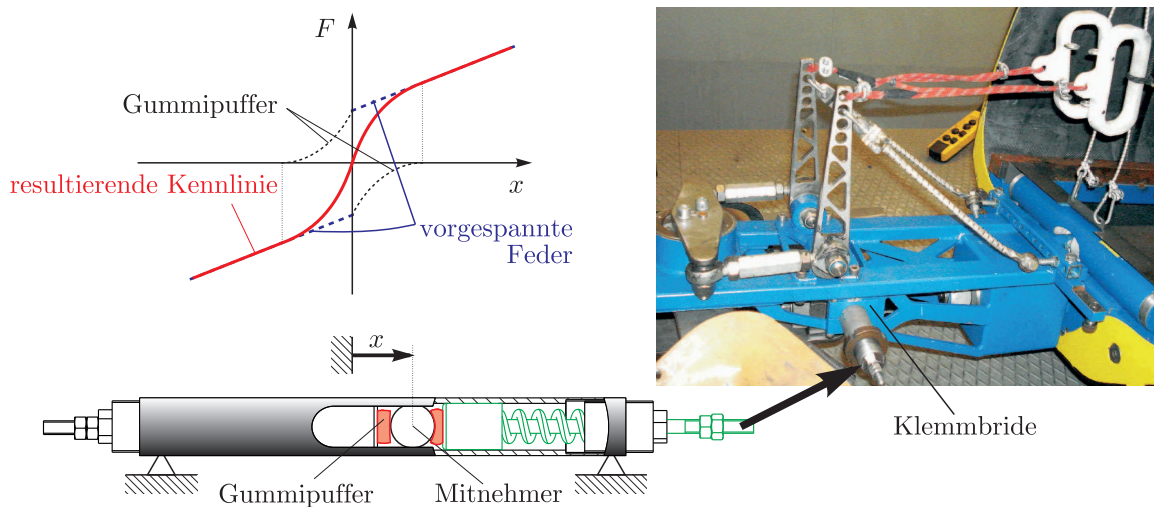 F
Gummipuffer
x
resultierende Kennlinie
vorgespannte
Feder
x
Klemmbride
Gummipuffer
Mitnehmer